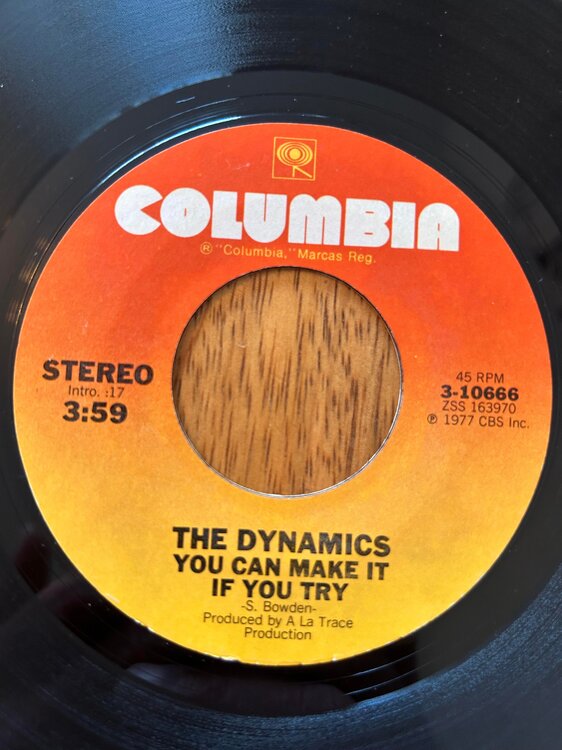 COLUMBIA
® "Columbia," Marcas Reg.
STEREO
Intro. :17
3:59
45 RPM
3-10666
ZSS 163970
℗ 1977 CBS Inc.
THE DYNAMICS
YOU CAN MAKE IT
IF YOU TRY
-S. Bowden-
Produced by A La Trace
Production